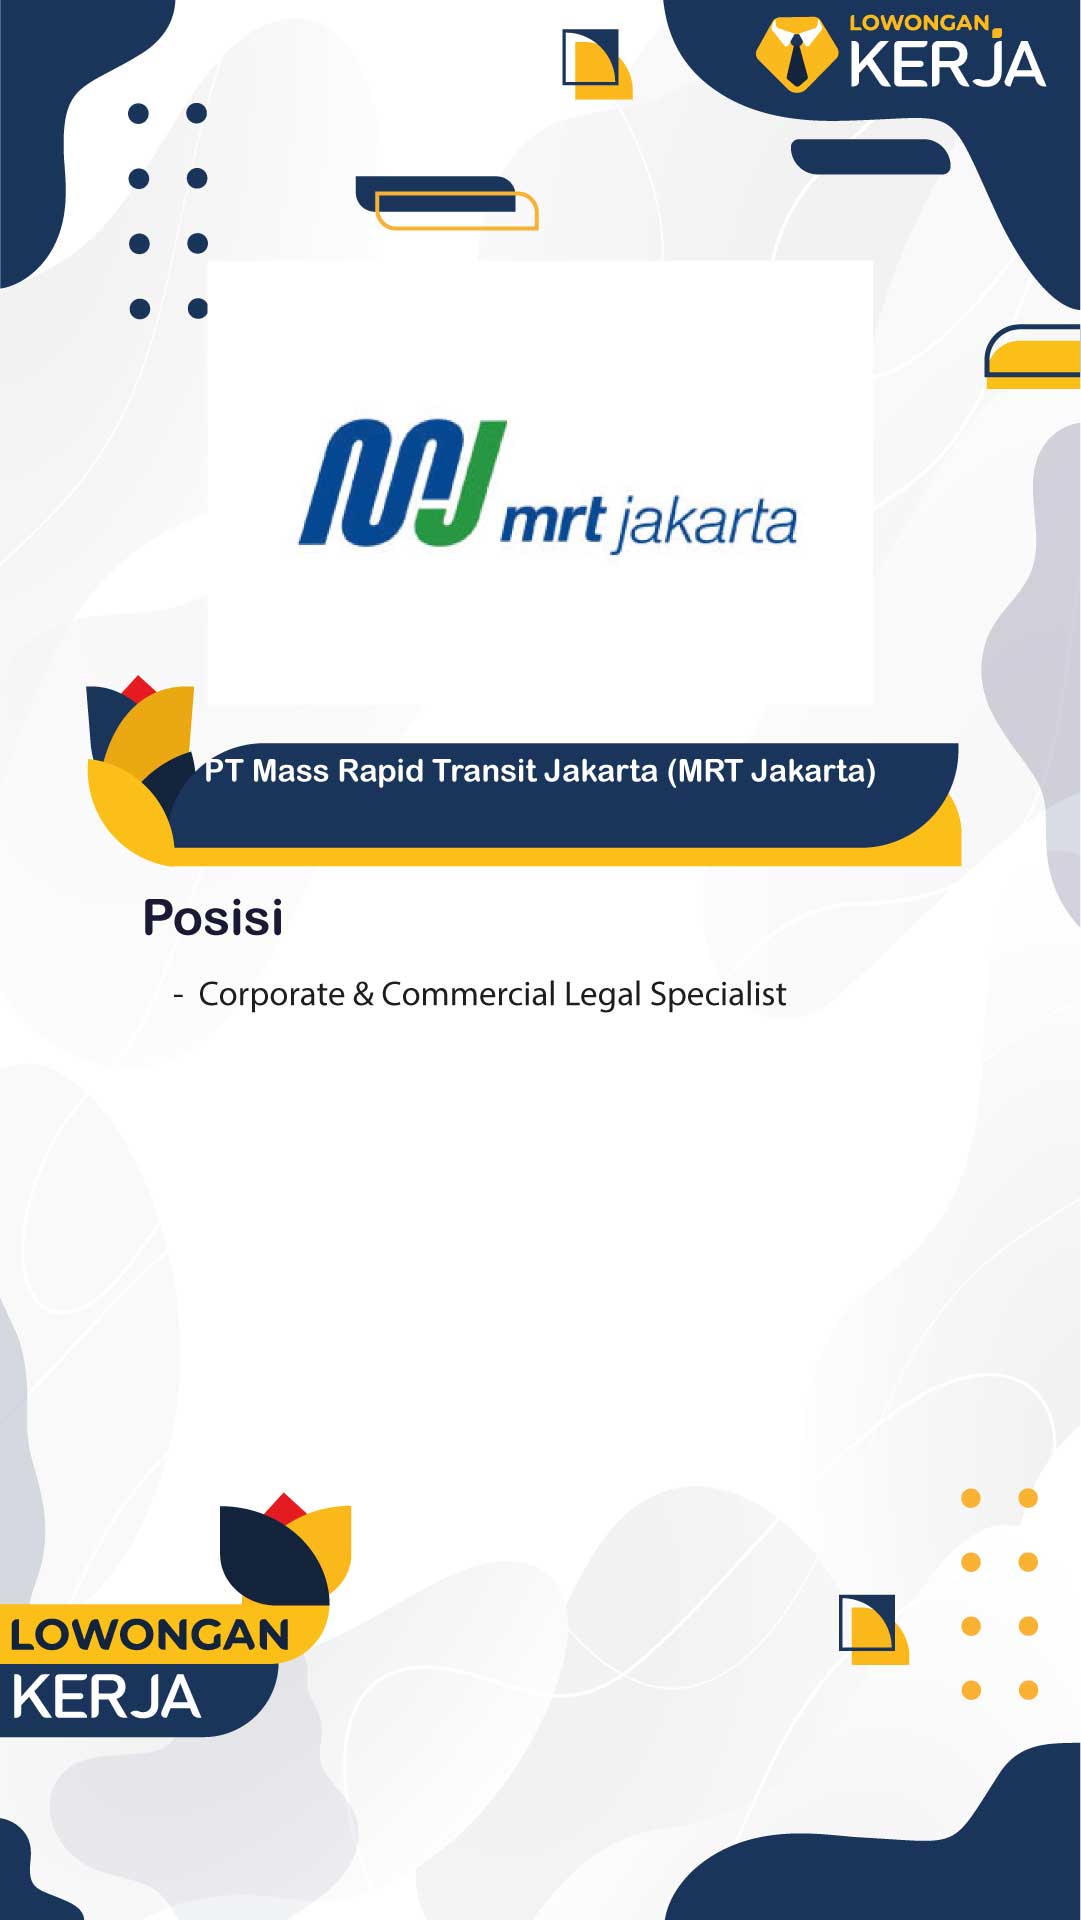 LOWONGAN
KERJA
mrt jakarta
PT Mass Rapid Transit Jakarta (MRT Jakarta)
Posisi
- Corporate & Commercial Legal Specialist
LOWONGAN
KERJA